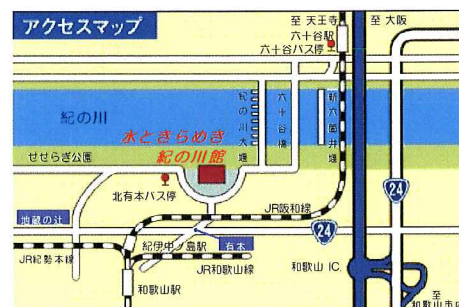 アクセスマップ
至 天王寺
至 大阪
六十谷駅
六十谷バス停
紀の川
紀の川大堰
六十谷橋
新六箇井堰
水ときらめき
紀の川館
せせらぎ公園
北有本バス停
24
JR阪和線
地蔵の辻
24
紀伊中ノ島駅
有本
JR紀勢本線
JR和歌山線
和歌山 IC.
和歌山駅
至
和歌山市内